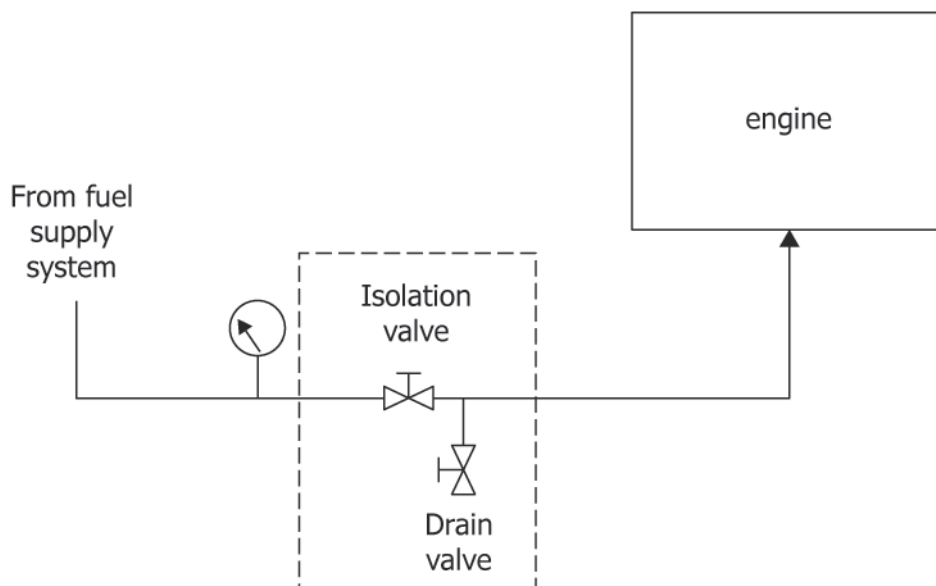 engine
From fuel
supply
system
Isolation
valve
Drain
valve